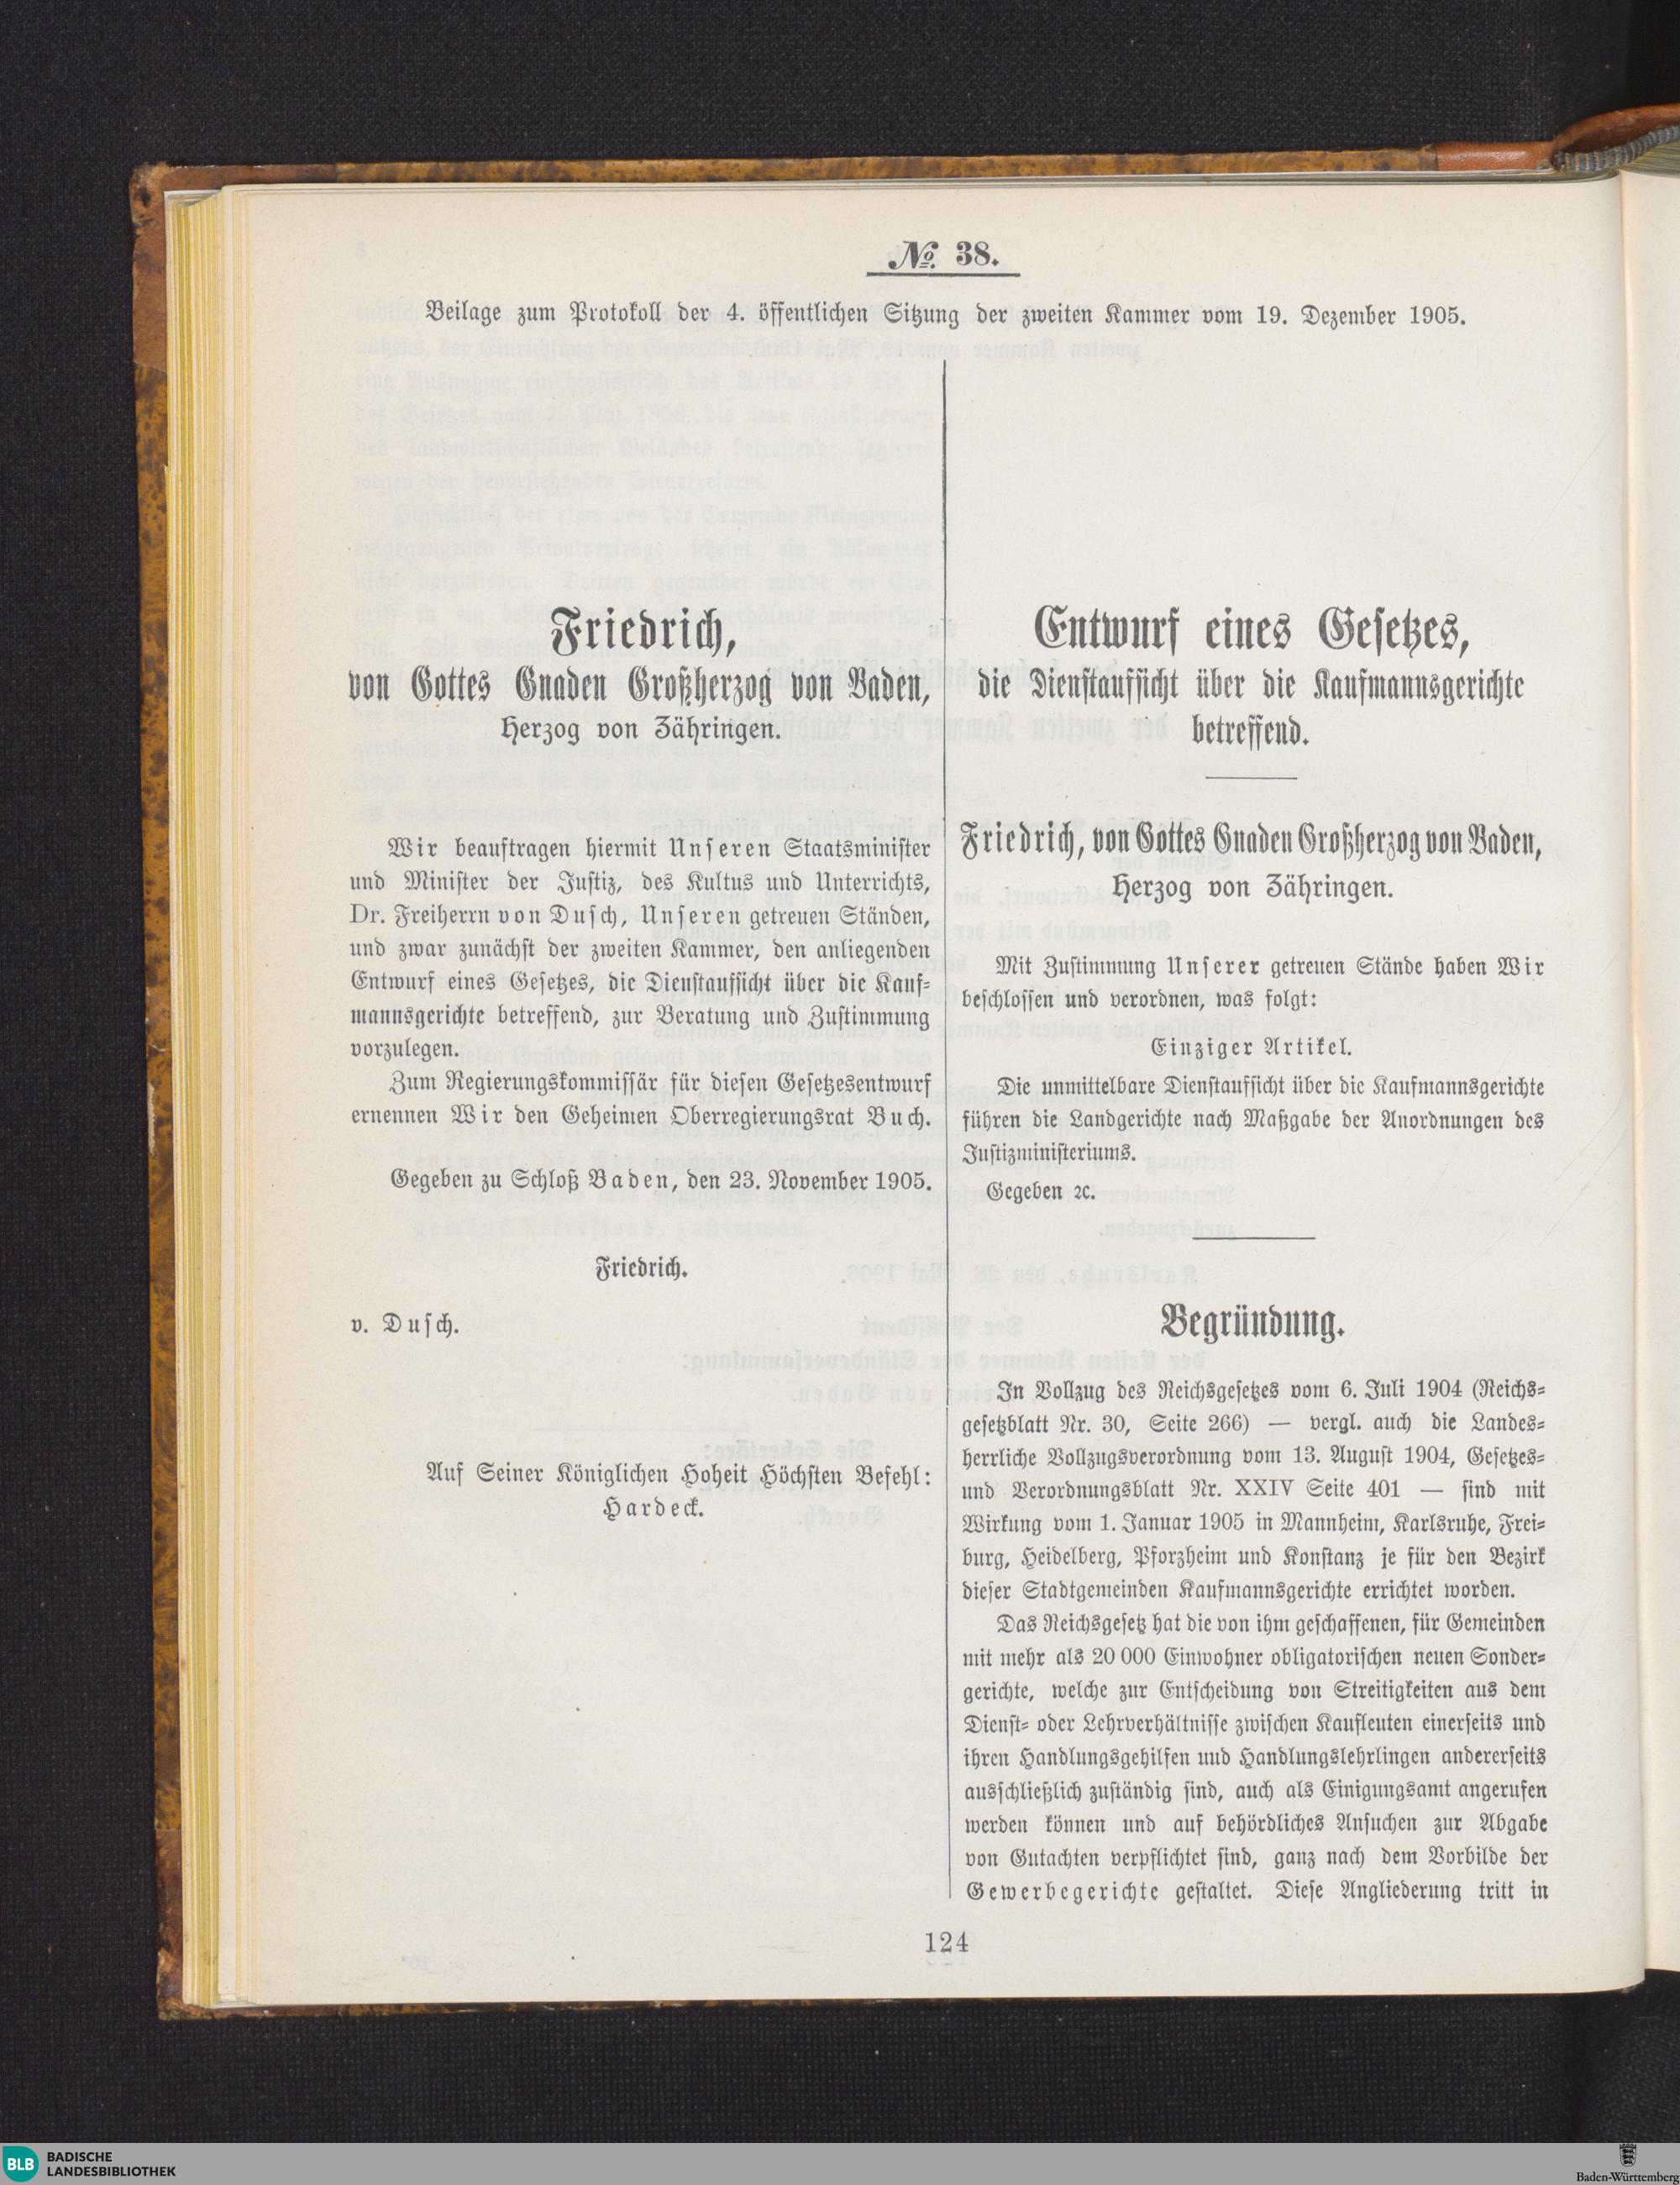 No. 38.
Beilage zum Protokoll der 4. öffentlichen Sitzung der zweiten Kammer vom 19. Dezember 1905.
Friedrich,
von Gottes Gnaden Großherzog von Baden,
Herzog von Zähringen.
Wir beauftragen hiermit Unseren Staatsminister
und Minister der Justiz, des Kultus und Unterrichts,
Dr. Freiherrn von Dusch, Unseren getreuen Ständen,
und zwar zunächst der zweiten Kammer, den anliegenden
Entwurf eines Gesetzes, die Dienstaufsicht über die Kauf-
mannsgerichte betreffend, zur Beratung und Zustimmung
vorzulegen.
Zum Regierungskommissär für diesen Gesetzesentwurf
ernennen Wir den Geheimen Oberregierungsrat Buch.
Gegeben zu Schloß Baden, den 23. November 1905.
Friedrich.
v. Dusch.
Auf Seiner Königlichen Hoheit Höchsten Befehl:
Hardeck.
Entwurf eines Gesetzes,
die Dienstaufsicht über die Kaufmannsgerichte
betreffend.
Friedrich, von Gottes Gnaden Großherzog von Baden,
Herzog von Zähringen.
Mit Zustimmung Unserer getreuen Stände haben Wir
beschlossen und verordnen, was folgt:
Einziger Artikel.
Die unmittelbare Dienstaufsicht über die Kaufmannsgerichte
führen die Landgerichte nach Maßgabe der Anordnungen des
Justizministeriums.
Gegeben ꝛc.
Begründung.
In Vollzug des Reichsgesetzes vom 6. Juli 1904 (Reichs-
gesetzblatt Nr. 30, Seite 266) — vergl. auch die Landes-
herrliche Vollzugsverordnung vom 13. August 1904, Gesetzes-
und Verordnungsblatt Nr. XXIV Seite 401 — sind mit
Wirkung vom 1. Januar 1905 in Mannheim, Karlsruhe, Frei-
burg, Heidelberg, Pforzheim und Konstanz je für den Bezirk
dieser Stadtgemeinden Kaufmannsgerichte errichtet worden.
Das Reichsgesetz hat die von ihm geschaffenen, für Gemeinden
mit mehr als 20 000 Einwohner obligatorischen neuen Sonder-
gerichte, welche zur Entscheidung von Streitigkeiten aus dem
Dienst- oder Lehrverhältnisse zwischen Kaufleuten einerseits und
ihren Handlungsgehilfen und Handlungslehrlingen andererseits
ausschließlich zuständig sind, auch als Einigungsamt angerufen
werden können und auf behördliches Ansuchen zur Abgabe
von Gutachten verpflichtet sind, ganz nach dem Vorbilde der
Gewerbegerichte gestaltet. Diese Angliederung tritt in
124
BLB BADISCHE
LANDESBIBLIOTHEK
Baden-Württemberg